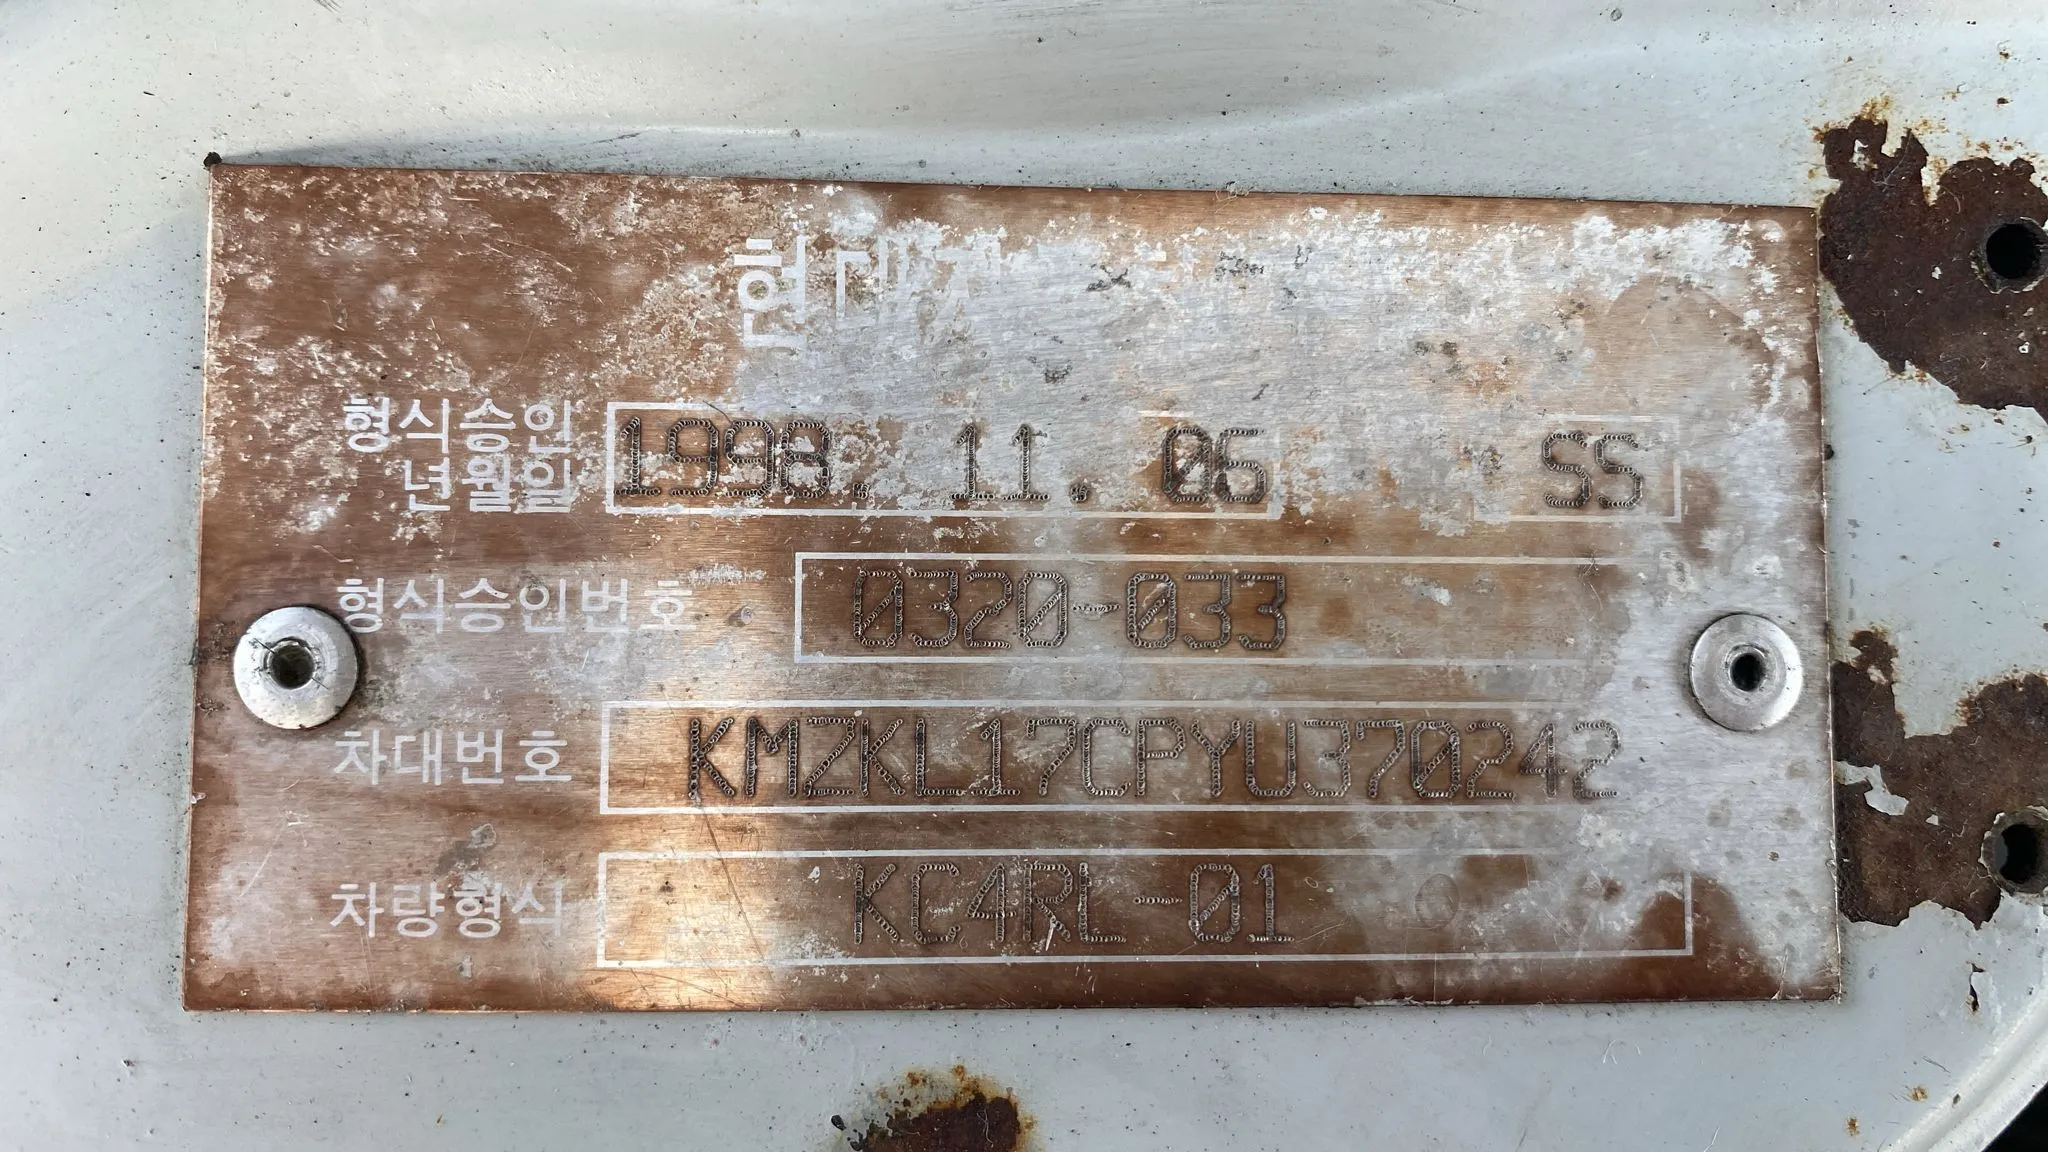 현대자
형식승인
년월일 1998. 11. 06 SS
형식승인번호 0320-033
차대번호 KMZKL17CPYU370242
차량형식 KC4RL-01